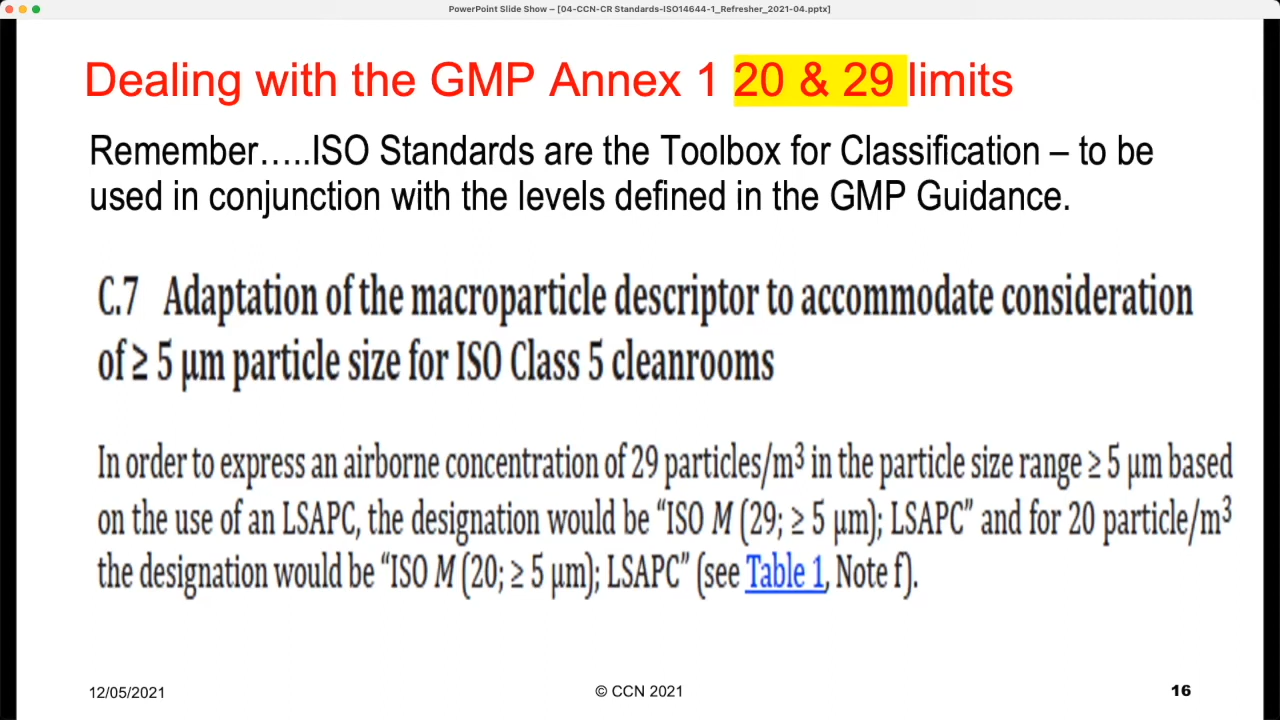 PowerPoint Slide Show – [04-CCN-CR Standards-ISO14644-1_Refresher_2021-04.pptx]
Dealing with the GMP Annex 1 20 & 29 limits
Remember…..ISO Standards are the Toolbox for Classification – to be
used in conjunction with the levels defined in the GMP Guidance.
C.7 Adaptation of the macroparticle descriptor to accommodate consideration
of ≥ 5 μm particle size for ISO Class 5 cleanrooms
In order to express an airborne concentration of 29 particles/m³ in the particle size range ≥ 5 μm based
on the use of an LSAPC, the designation would be “ISO M (29; ≥ 5 μm); LSAPC” and for 20 particle/m³
the designation would be “ISO M (20; ≥ 5 μm); LSAPC” (see Table 1, Note f).
12/05/2021
© CCN 2021
16